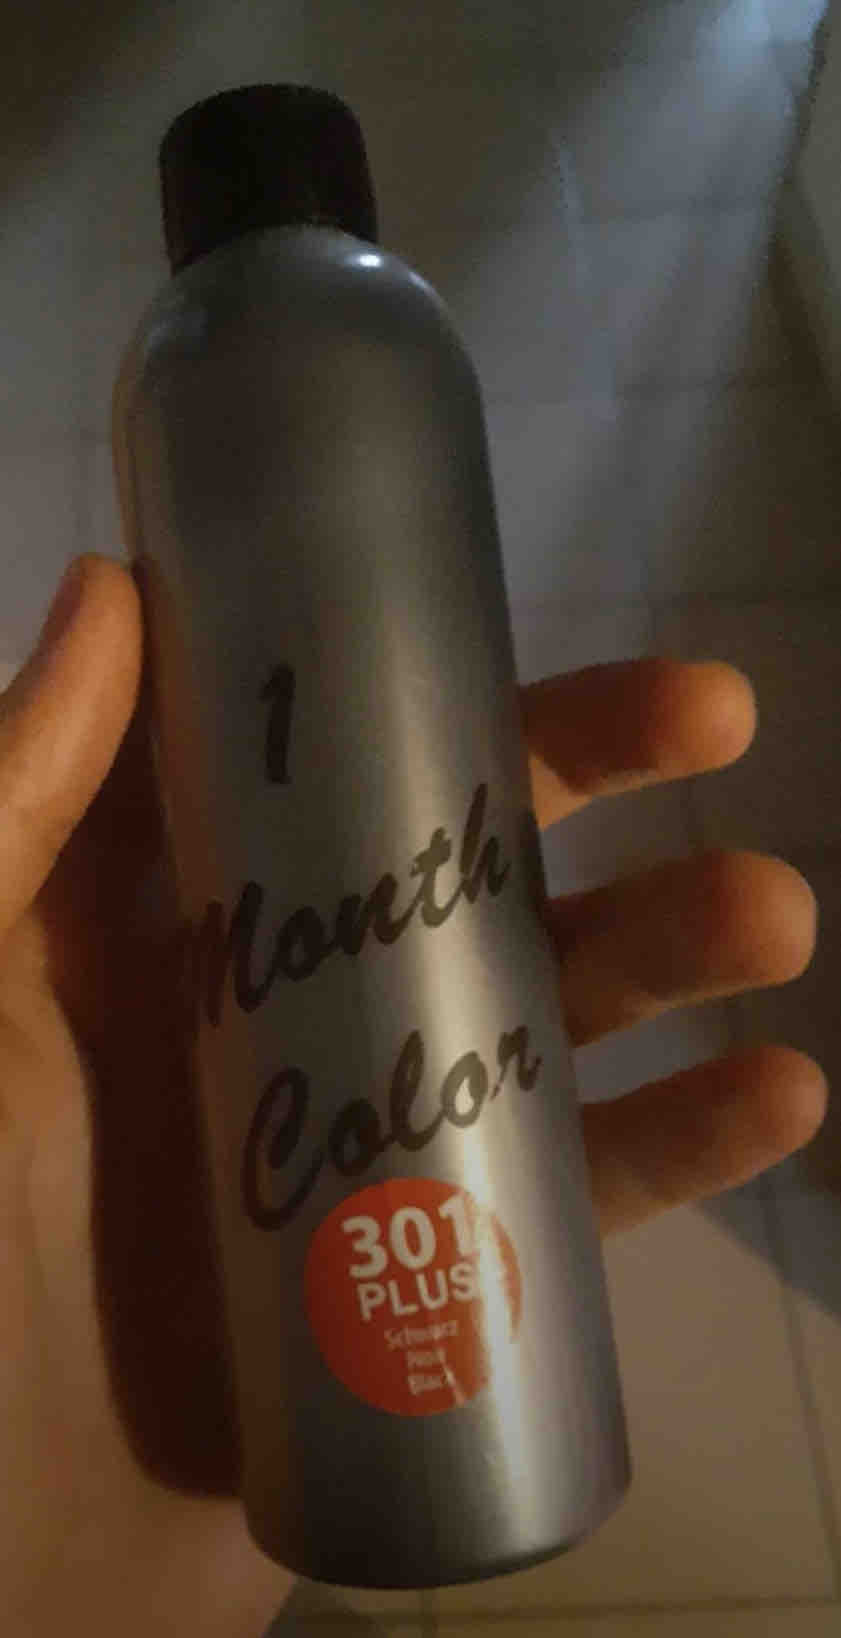 1
Month
Color
301
PLUS
Schwarz
Noir
Black